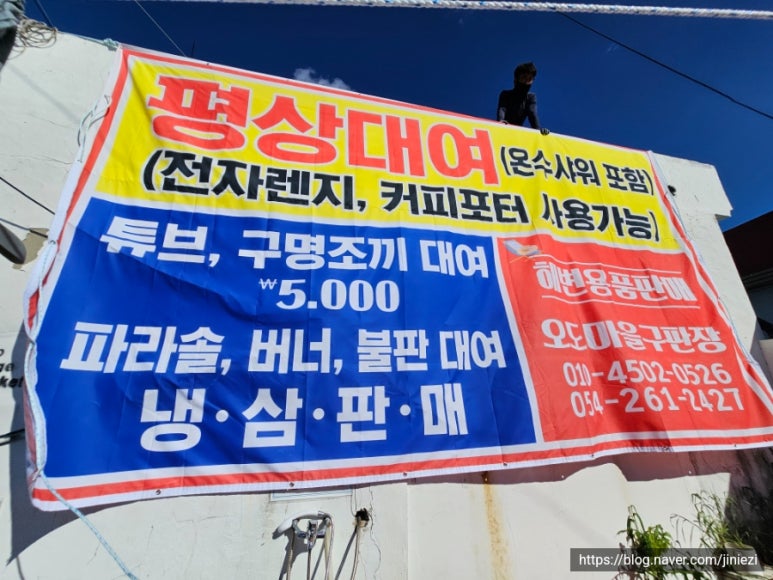 평상대여 (온수샤워 포함)
(전자렌지, 커피포터 사용가능)
튜브, 구명조끼 대여
₩5.000
파라솔, 버너, 불판 대여
냉·삼·판·매
해변용품판매
오도마을구판장
010-4502-0526
054-261-2427
https://blog.naver.com/jiniezi